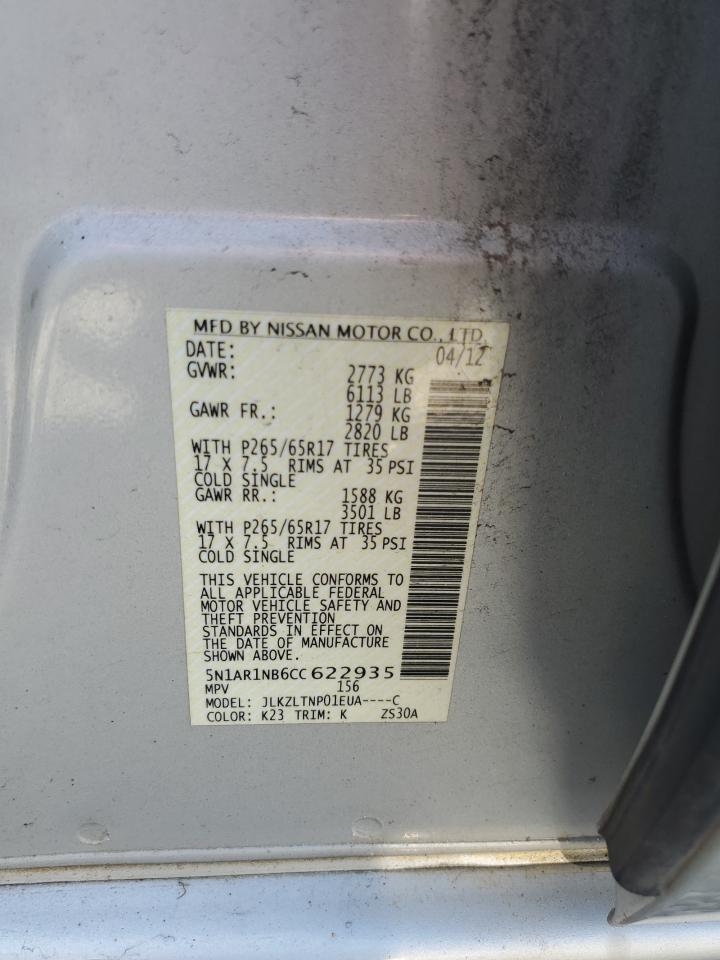 MFD BY NISSAN MOTOR CO., LTD.
DATE: 04/12
GVWR: 2773 KG
6113 LB
GAWR FR.: 1279 KG
2820 LB
WITH P265/65R17 TIRES
17 X 7.5 RIMS AT 35 PSI
COLD SINGLE
GAWR RR.: 1588 KG
3501 LB
WITH P265/65R17 TIRES
17 X 7.5 RIMS AT 35 PSI
COLD SINGLE
THIS VEHICLE CONFORMS TO
ALL APPLICABLE FEDERAL
MOTOR VEHICLE SAFETY AND
THEFT PREVENTION
STANDARDS IN EFFECT ON
THE DATE OF MANUFACTURE
SHOWN ABOVE.
5N1AR1NB6CC 622935
MPV 156
MODEL: JLKZLTNP01EUA----C
COLOR: K23 TRIM: K ZS30A